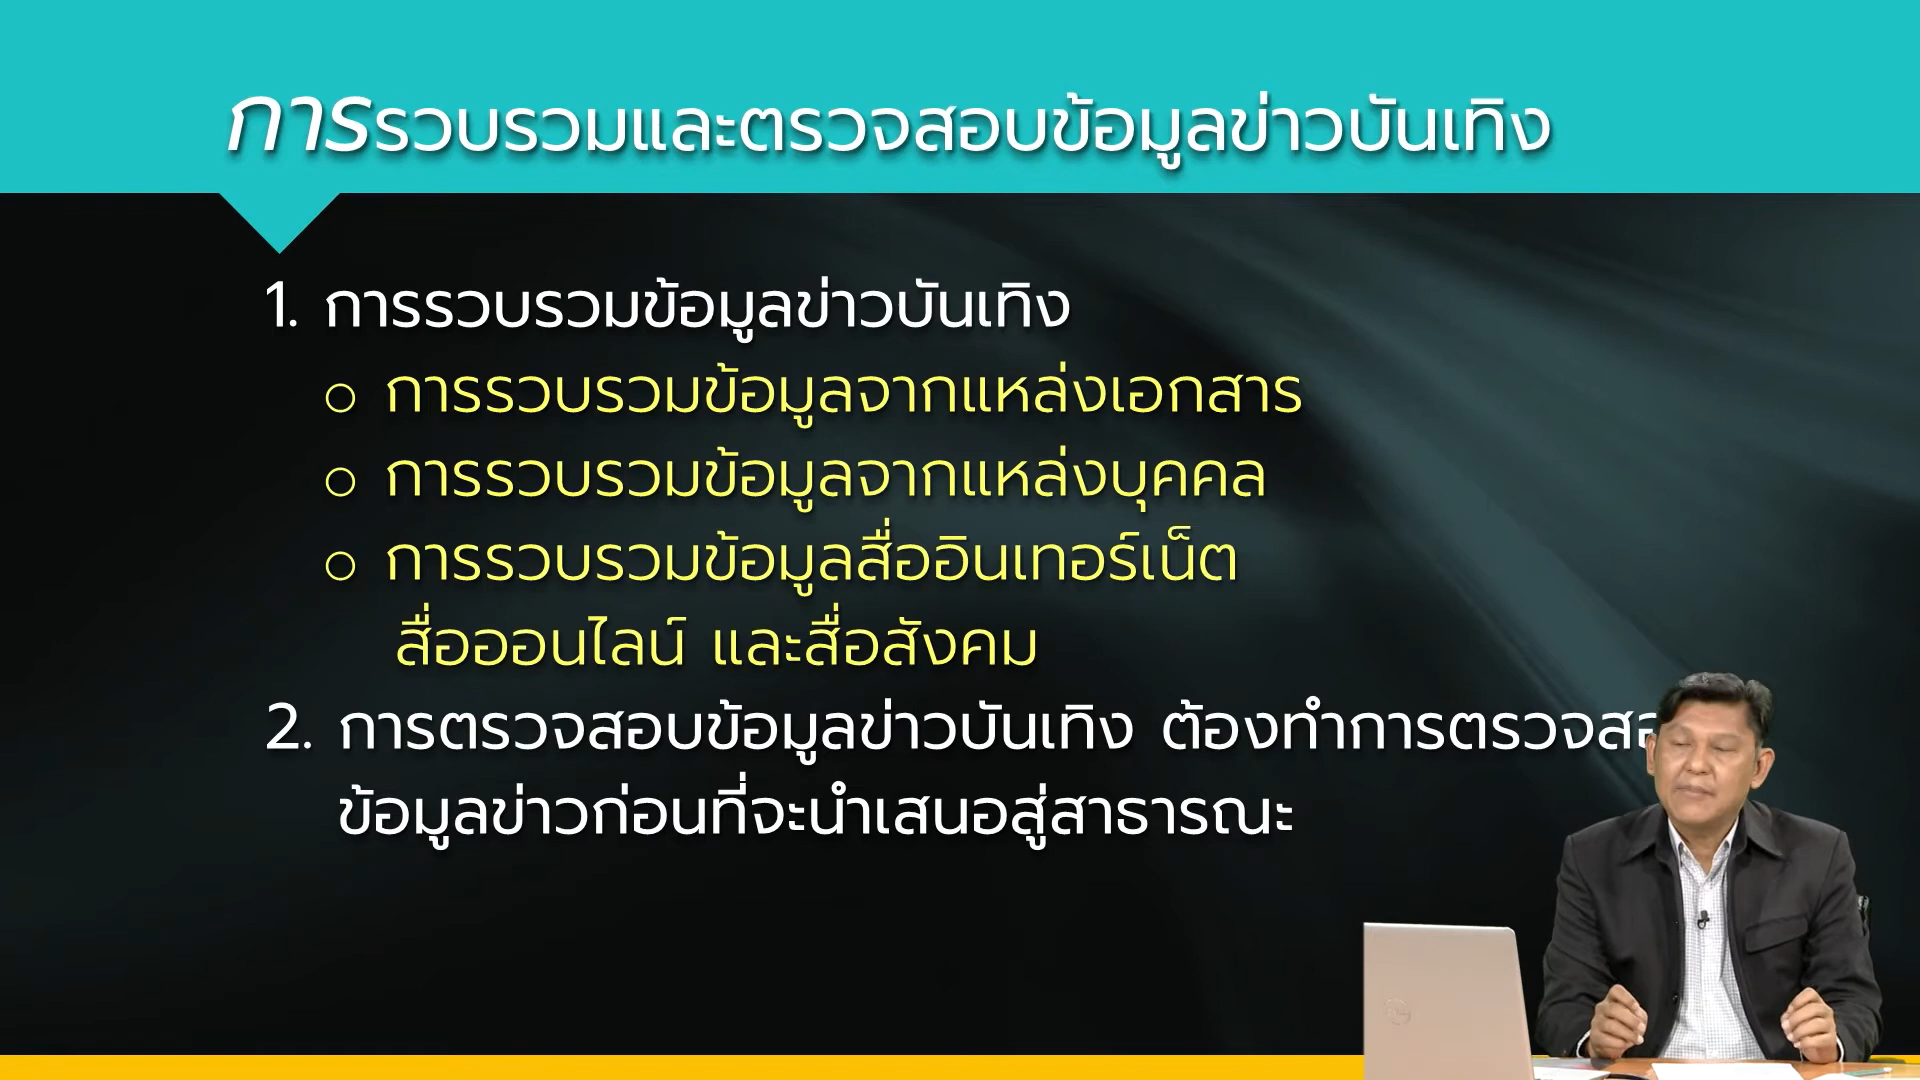 การรวบรวมและตรวจสอบข้อมูลข่าวบันเทิง
1. การรวบรวมข้อมูลข่าวบันเทิง
o การรวบรวมข้อมูลจากแหล่งเอกสาร
o การรวบรวมข้อมูลจากแหล่งบุคคล
o การรวบรวมข้อมูลสื่ออินเทอร์เน็ต
สื่อออนไลน์ และสื่อสังคม
2. การตรวจสอบข้อมูลข่าวบันเทิง ต้องทำการ
ข้อมูลข่าวก่อนที่จะนำเสนอสู่สาธารณะ